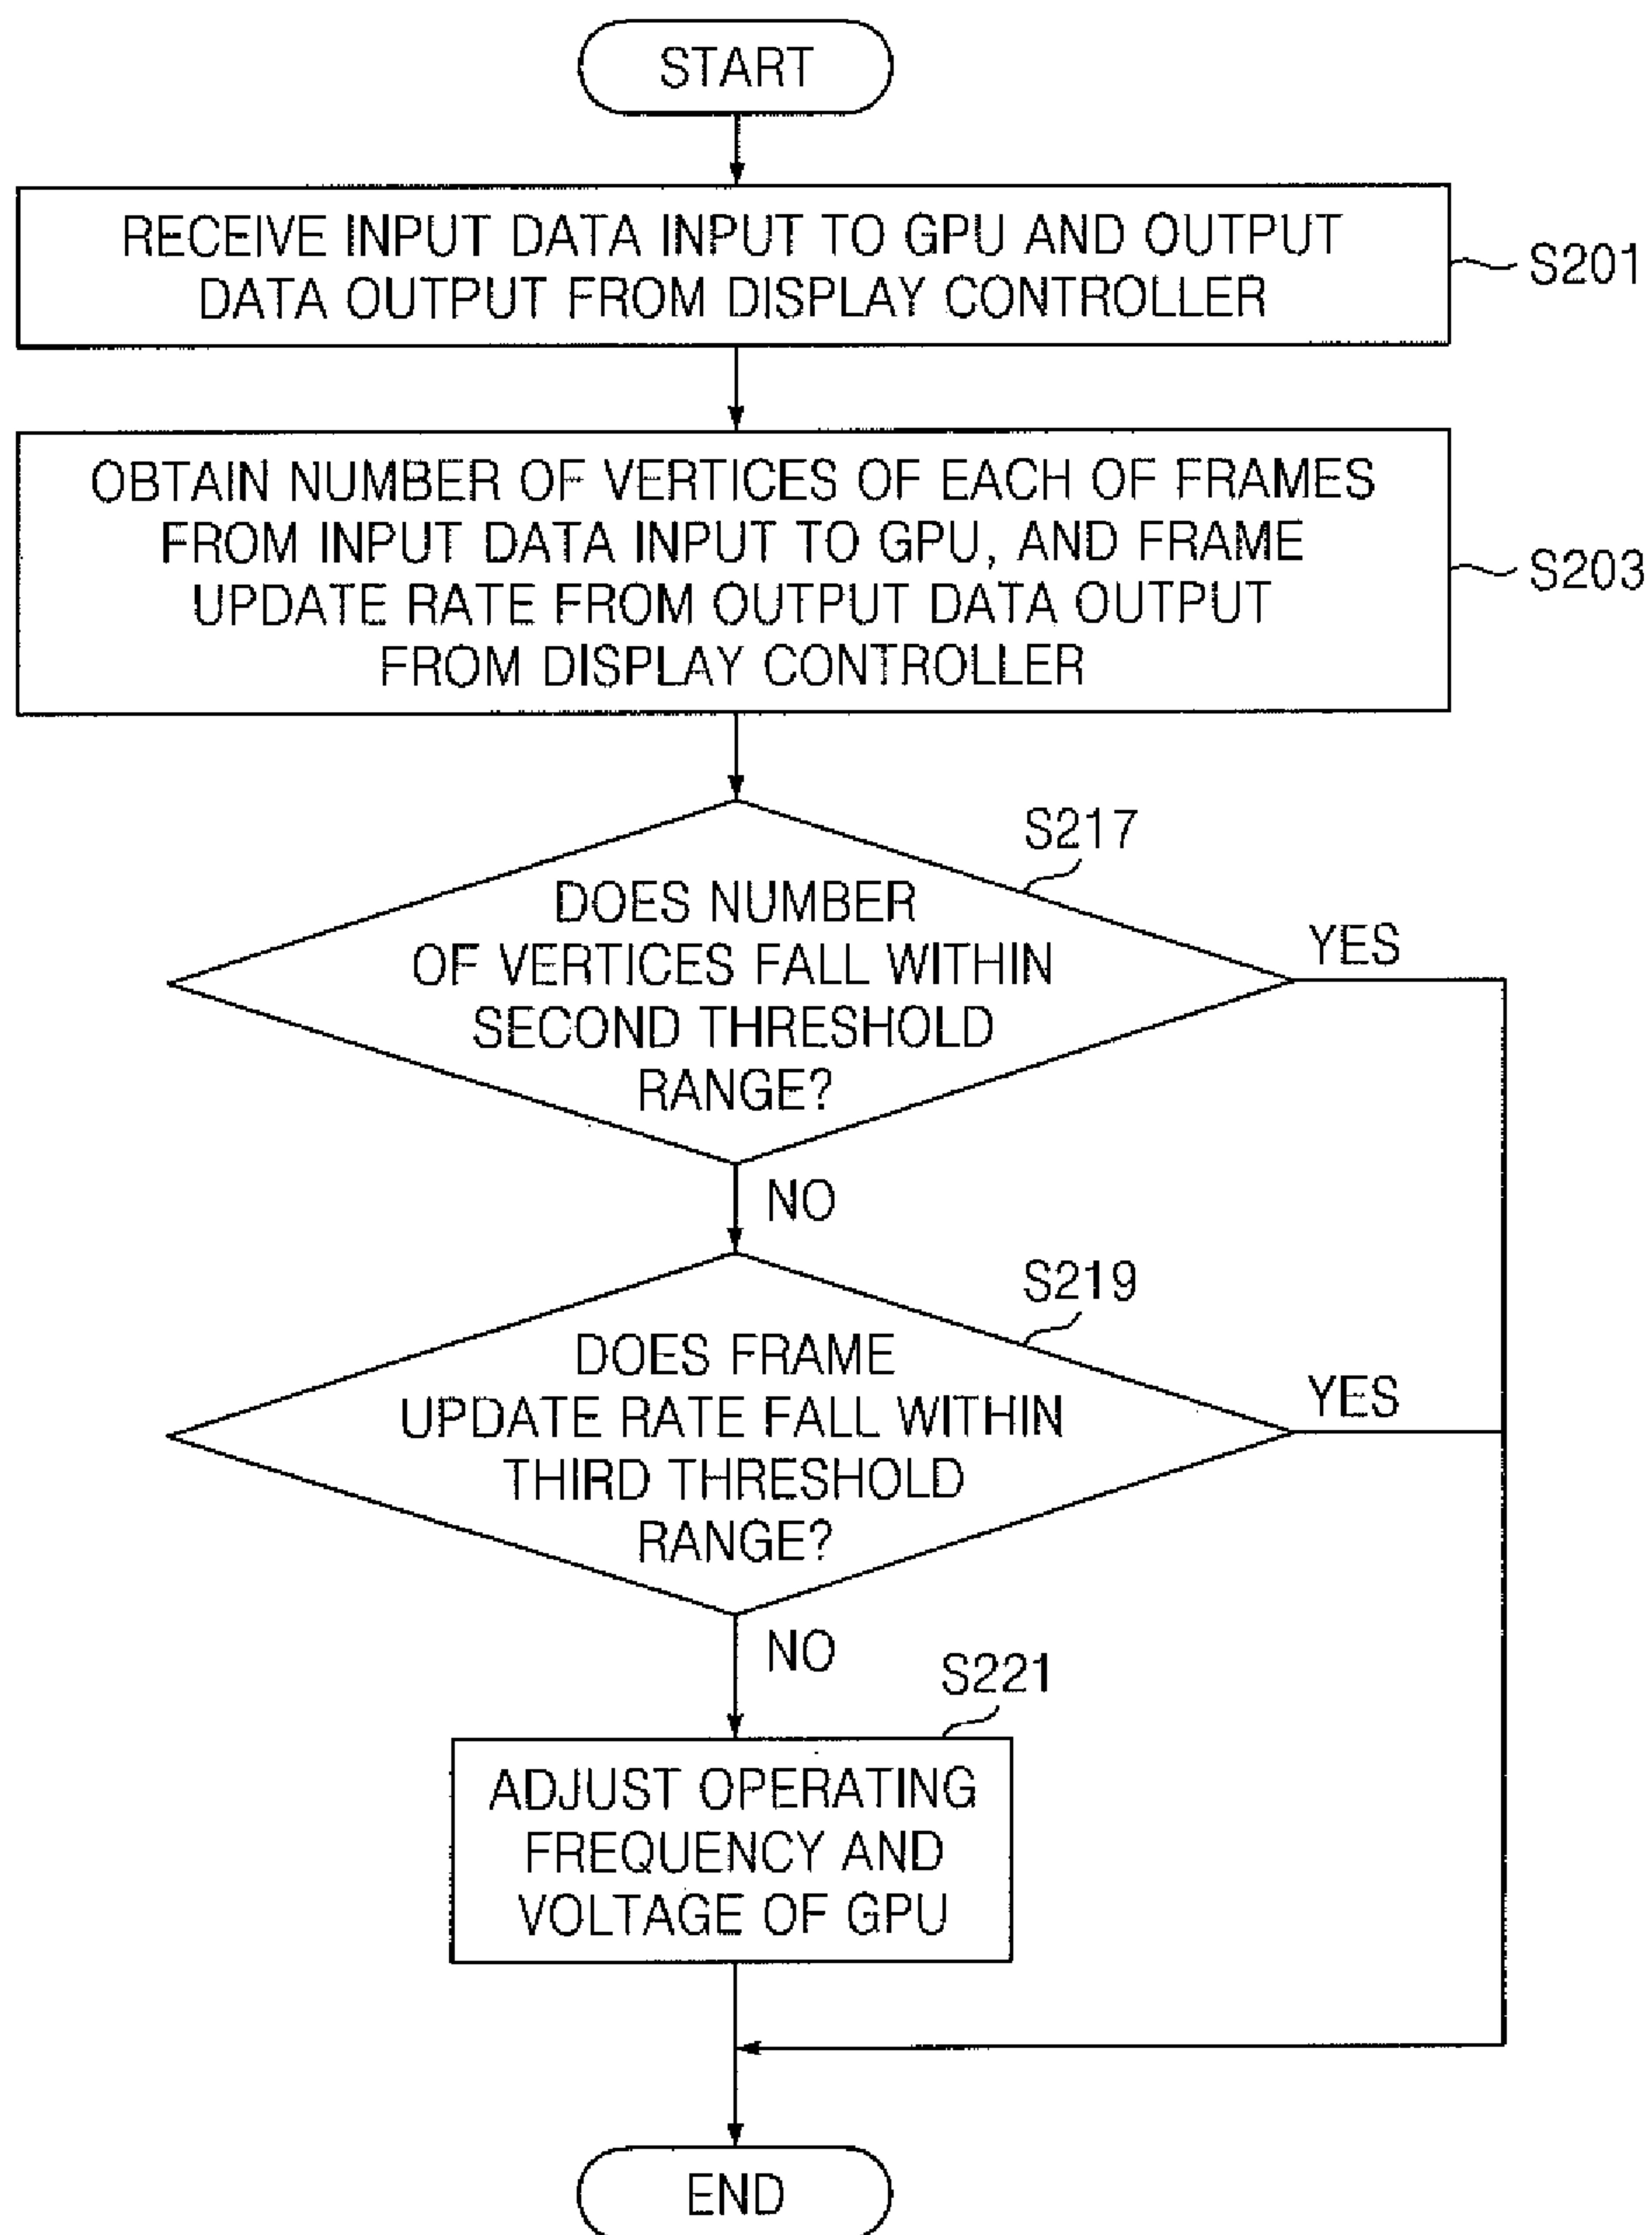 START
RECEIVE INPUT DATA INPUT TO GPU AND OUTPUT
DATA OUTPUT FROM DISPLAY CONTROLLER
S201
OBTAIN NUMBER OF VERTICES OF EACH OF FRAMES
FROM INPUT DATA INPUT TO GPU, AND FRAME
UPDATE RATE FROM OUTPUT DATA OUTPUT
FROM DISPLAY CONTROLLER
S203
S217
DOES NUMBER
OF VERTICES FALL WITHIN
SECOND THRESHOLD
RANGE?
YES
NO
S219
DOES FRAME
UPDATE RATE FALL WITHIN
THIRD THRESHOLD
RANGE?
YES
NO
S221
ADJUST OPERATING
FREQUENCY AND
VOLTAGE OF GPU
END